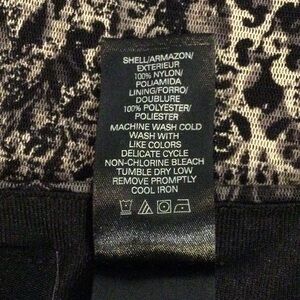 SHELL/ARMAZON/
EXTERIEUR
100% NYLON/
POLIAMIDA
LINING/FORRO/
DOUBLURE
100% POLYESTER/
POLIESTER
MACHINE WASH COLD
WASH WITH
LIKE COLORS
DELICATE CYCLE
NON-CHLORINE BLEACH
TUMBLE DRY LOW
REMOVE PROMPTLY
COOL IRON